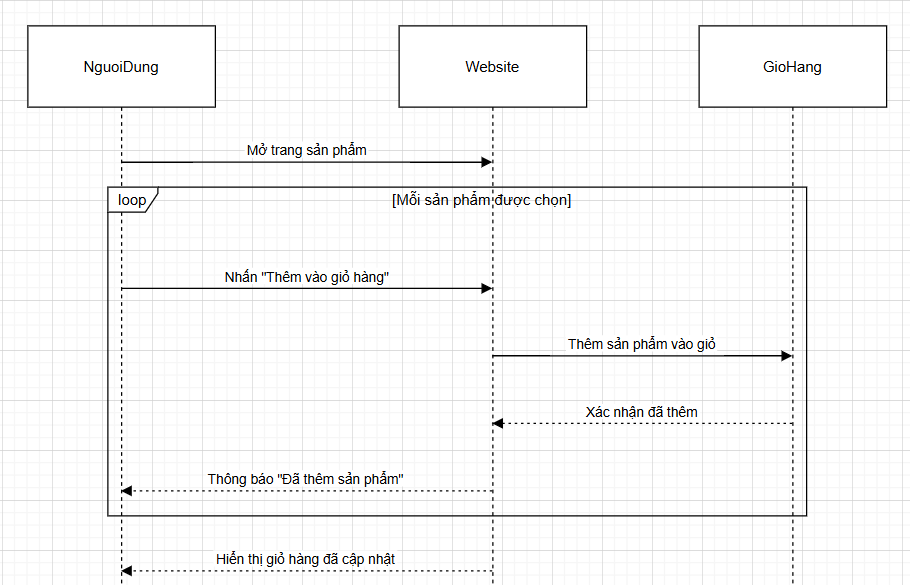 NguoiDung
Website
GioHang
Mở trang sản phẩm
loop
[Mỗi sản phẩm được chọn]
Nhấn "Thêm vào giỏ hàng"
Thêm sản phẩm vào giỏ
Xác nhận đã thêm
Thông báo "Đã thêm sản phẩm"
Hiển thị giỏ hàng đã cập nhật